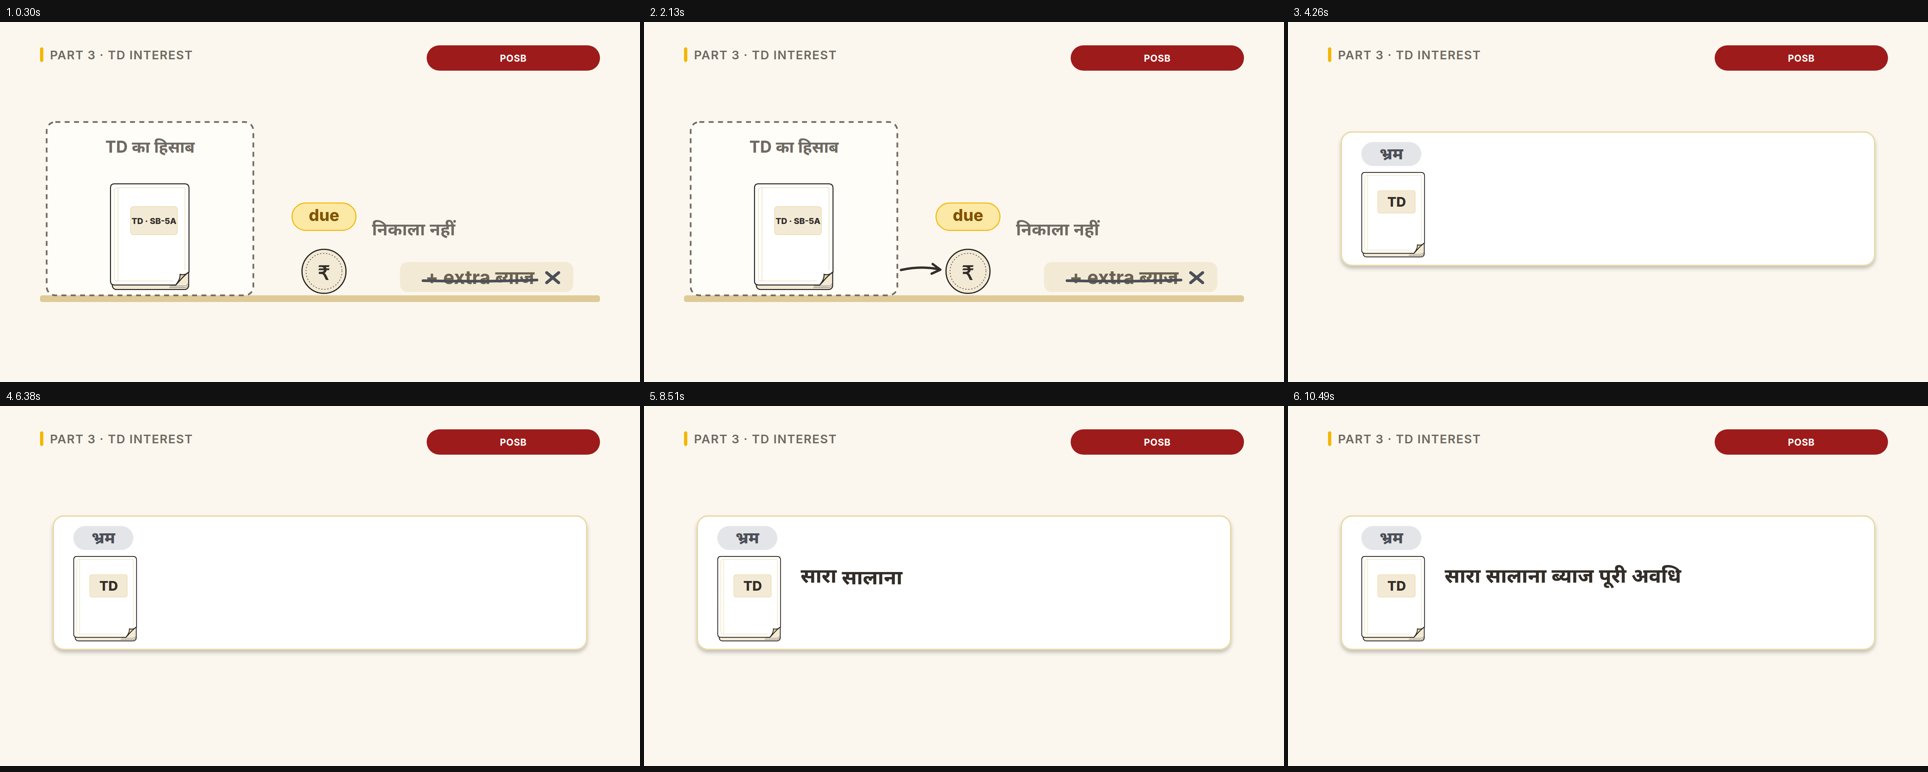 1. 0.30s
PART 3 · TD INTEREST
POSB
TD का हिसाब
TD · SB-5A
due
₹
निकाला नहीं
+ extra ब्याज
2. 2.13s
PART 3 · TD INTEREST
POSB
TD का हिसाब
TD · SB-5A
due
₹
निकाला नहीं
+ extra ब्याज
3. 4.26s
PART 3 · TD INTEREST
POSB
भ्रम
TD
4. 6.38s
PART 3 · TD INTEREST
POSB
भ्रम
TD
5. 8.51s
PART 3 · TD INTEREST
POSB
भ्रम
TD
सारा सालाना
6. 10.49s
PART 3 · TD INTEREST
POSB
भ्रम
TD
सारा सालाना ब्याज पूरी अवधि